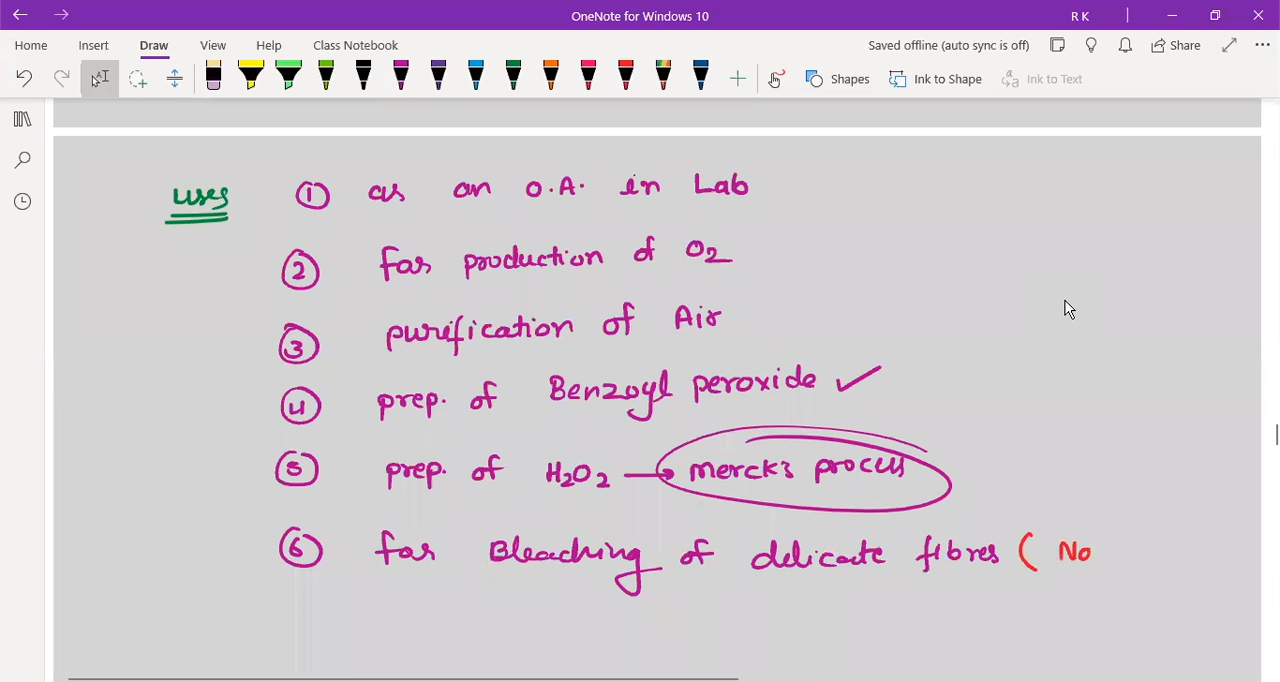 OneNote for Windows 10
R K
Home Insert Draw View Help Class Notebook Saved offline (auto sync is off) Share
Shapes Ink to Shape Ink to Text
uses ① as an O.A. in Lab
② for production of O2
③ purification of Air
④ prep. of Benzoyl peroxide ✓
⑤ prep. of H2O2 → merck's process
⑥ for Bleaching of delicate fibres ( No